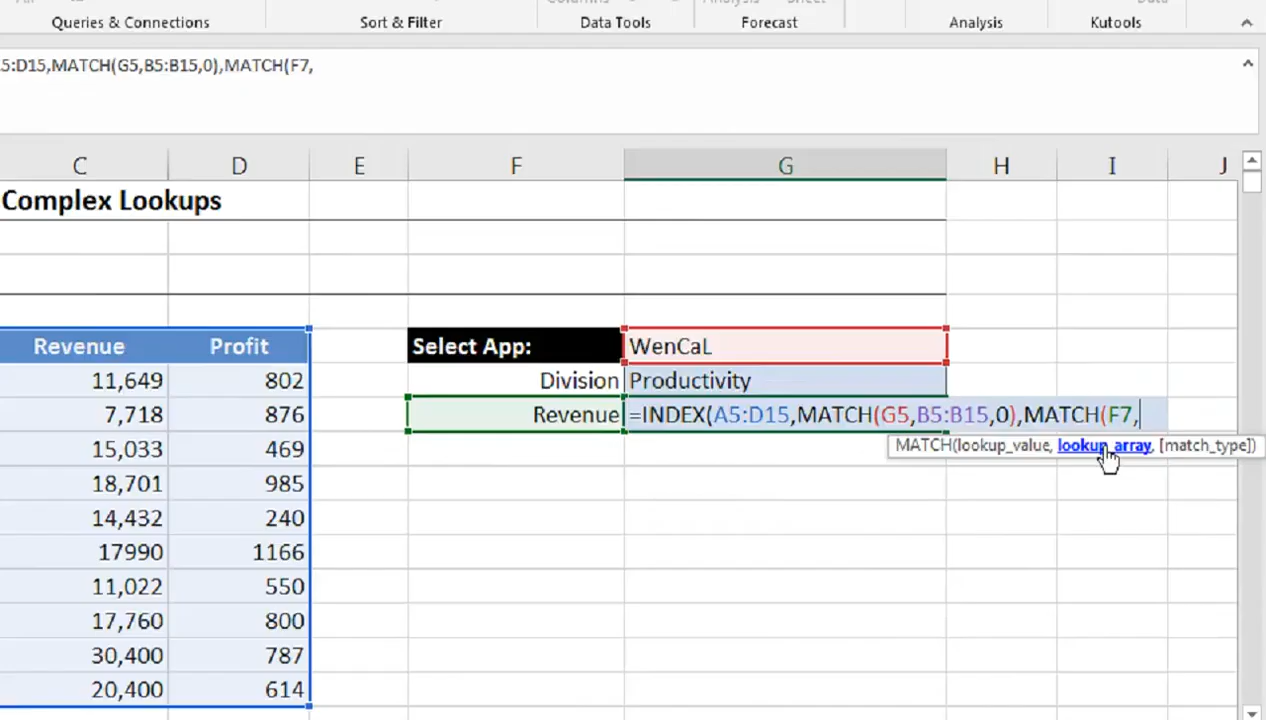 Queries & Connections Sort & Filter Data Tools Forecast Analysis Kutools
5:D15,MATCH(G5,B5:B15,0),MATCH(F7,
C D E F G H I J
Complex Lookups
Revenue Profit Select App: WenCaL
11,649 802 Division Productivity
7,718 876 Revenue =INDEX(A5:D15,MATCH(G5,B5:B15,0),MATCH(F7,
15,033 469 MATCH(lookup_value, lookup_array, [match_type])
18,701 985
14,432 240
17990 1166
11,022 550
17,760 800
30,400 787
20,400 614